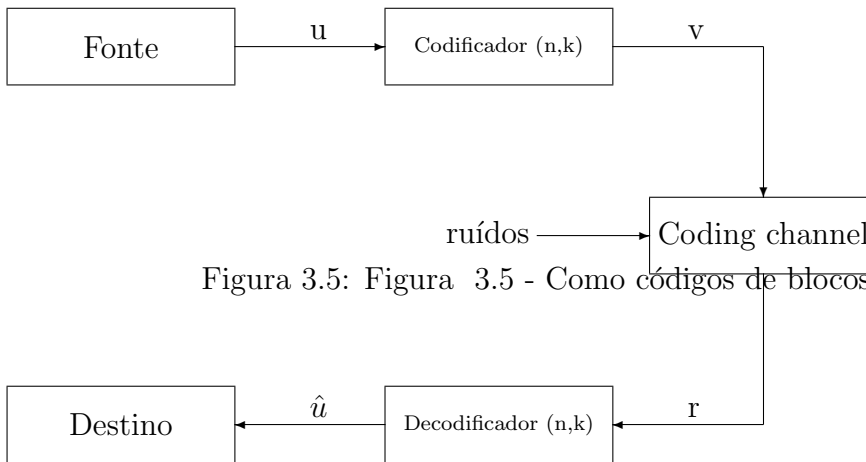 Fonte
u
Codificador (n,k)
v
ruídos
Coding channel
Figura 3.5: Figura 3.5 - Como códigos de blocos
Destino
û
Decodificador (n,k)
r